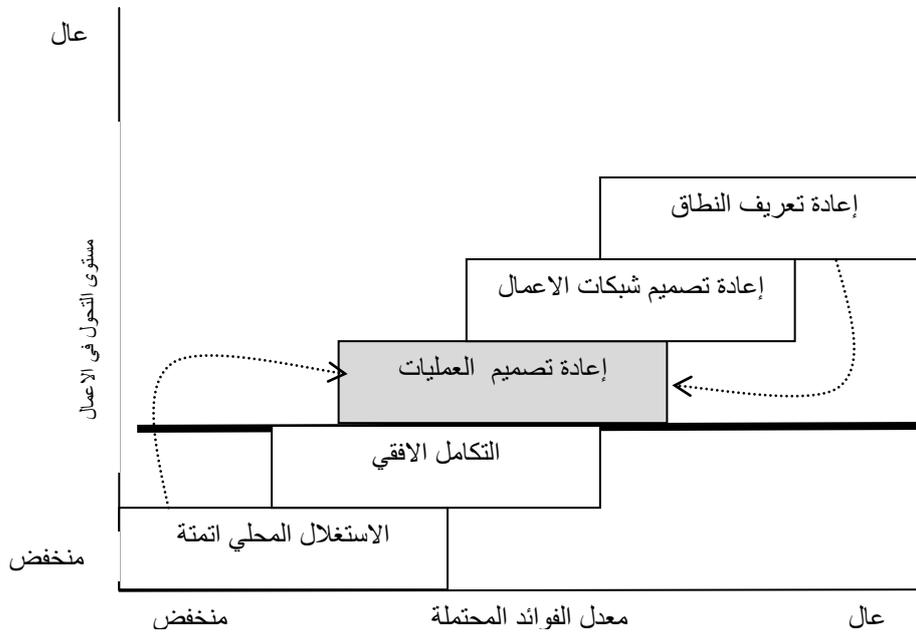 عال
إعادة تعريف النطاق
إعادة تصميم شبكات الاعمال
مستوى التحول في الاعمال
إعادة تصميم العمليات
التكامل الافقي
الاستغلال المحلي اتمتة
منخفض
منخفض
معدل الفوائد المحتملة
عال